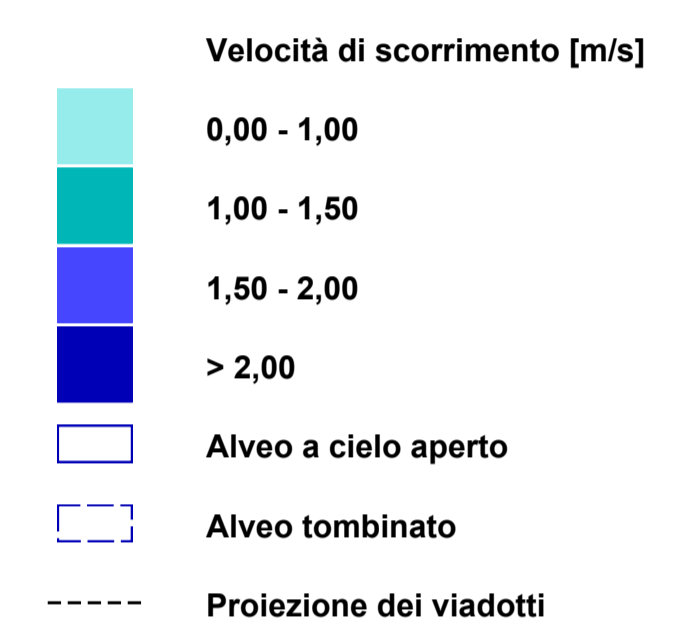 Velocità di scorrimento [m/s]
0,00 - 1,00
1,00 - 1,50
1,50 - 2,00
> 2,00
Alveo a cielo aperto
Alveo tombinato
Proiezione dei viadotti